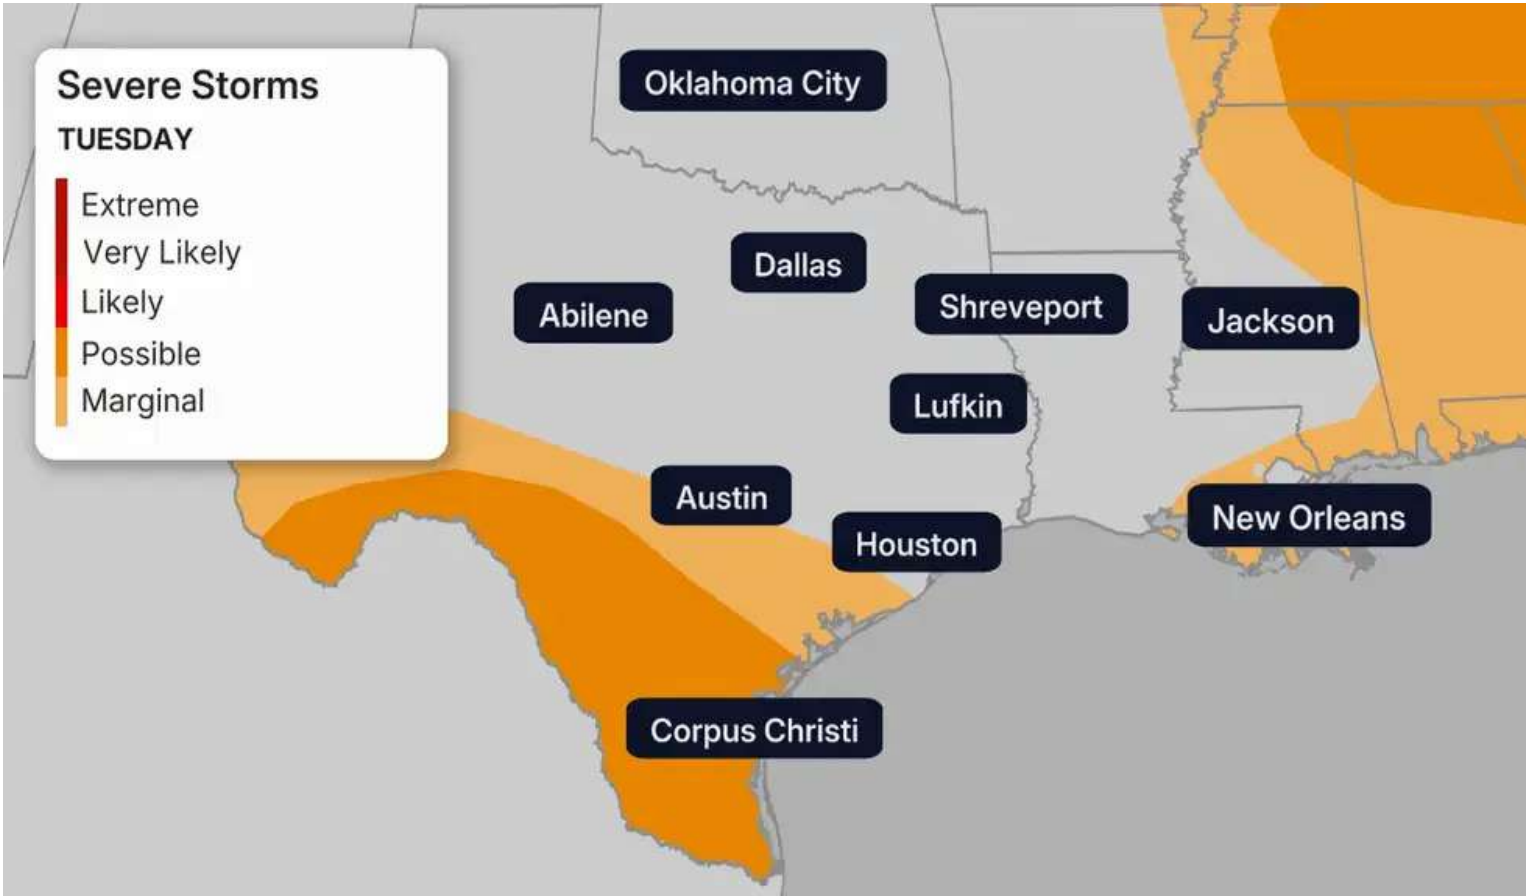 Severe Storms
TUESDAY
Extreme
Very Likely
Likely
Possible
Marginal
Oklahoma City
Dallas
Abilene
Shreveport
Jackson
Lufkin
Austin
Houston
New Orleans
Corpus Christi